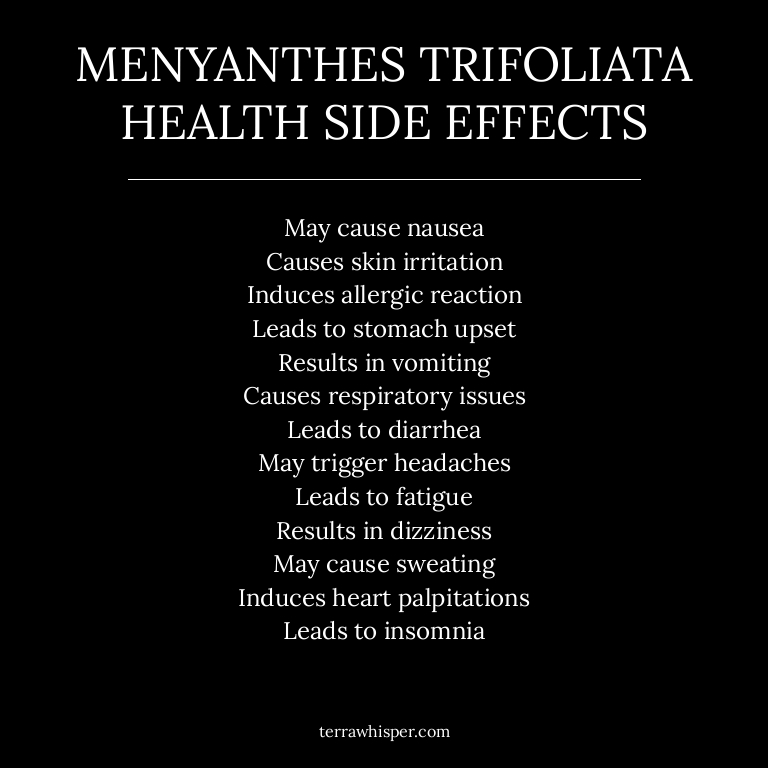 MENYANTHES TRIFOLIATA
HEALTH SIDE EFFECTS
May cause nausea
Causes skin irritation
Induces allergic reaction
Leads to stomach upset
Results in vomiting
Causes respiratory issues
Leads to diarrhea
May trigger headaches
Leads to fatigue
Results in dizziness
May cause sweating
Induces heart palpitations
Leads to insomnia
terrawhisper.com